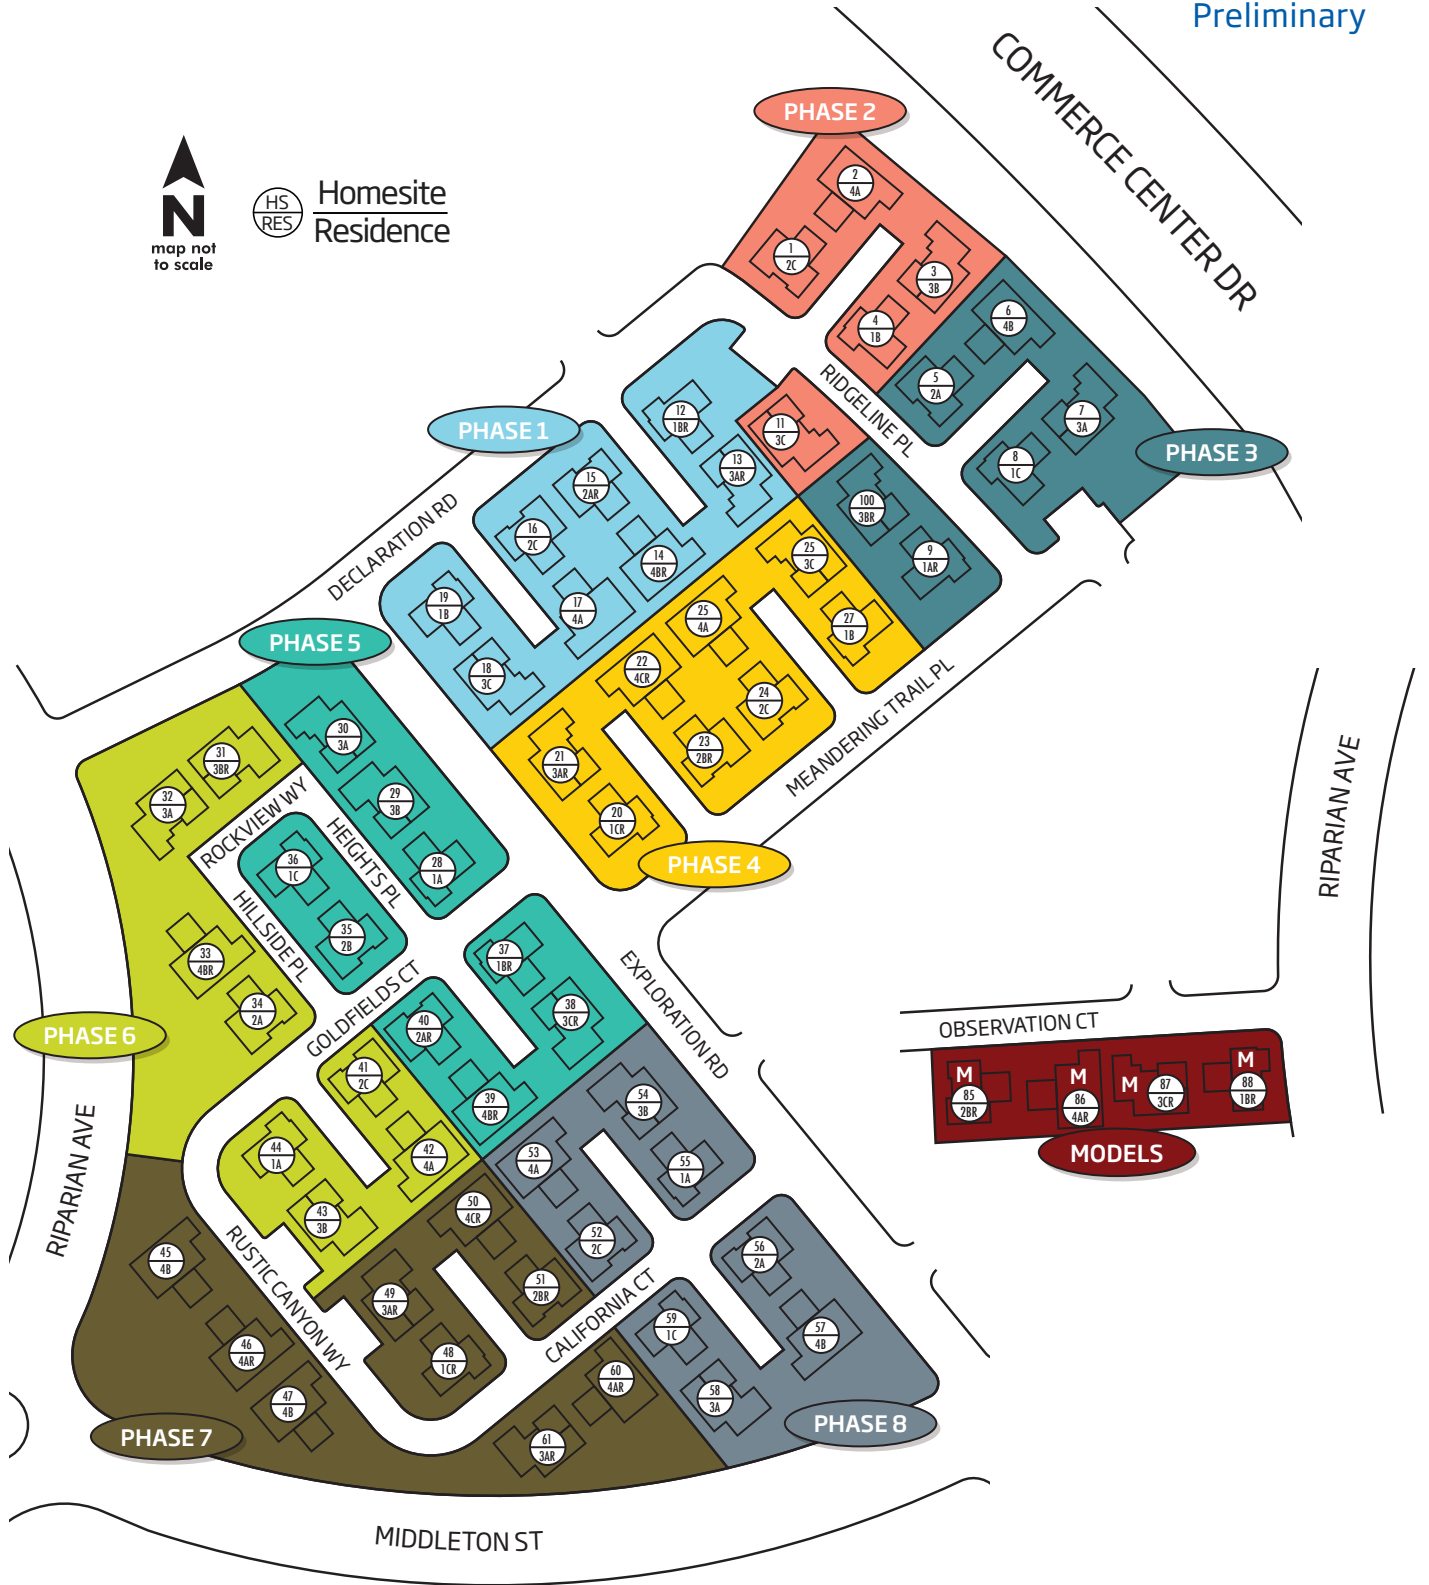 Preliminary
COMMERCE CENTER DR
PHASE 2
N
map not
to scale
HS
RES
Homesite
Residence
2
4A
1
2C
3
3B
4
1B
6
4B
5
2A
7
3A
8
1C
RIDGELINE PL
PHASE 3
PHASE 1
12
1BR
11
3C
13
3AR
15
2AR
16
2C
14
4BR
17
4A
19
1B
18
3C
100
3BR
9
1AR
DECLARATION RD
25
3C
25
4A
27
1B
22
4CR
24
2C
23
2BR
21
3AR
20
1CR
MEANDERING TRAIL PL
PHASE 4
PHASE 5
30
3A
29
3B
28
1A
31
3BR
32
3A
ROCKVIEW WY
HEIGHTS PL
36
1C
35
2B
HILLSIDE PL
33
4BR
34
2A
GOLDFIELDS CT
37
1BR
38
3CR
40
2AR
39
4BR
EXPLORATION RD
PHASE 6
41
2C
42
4A
44
1A
43
3B
RIPARIAN AVE
RIPARIAN AVE
OBSERVATION CT
M
85
2BR
M
86
4AR
M
87
3CR
M
88
1BR
MODELS
54
3B
55
1A
53
4A
52
2C
50
4CR
51
2BR
49
3AR
48
1CR
45
4B
46
4AR
47
4B
RUSTIC CANYON WY
CALIFORNIA CT
56
2A
57
4B
59
1C
58
3A
60
4AR
61
3AR
PHASE 7
PHASE 8
MIDDLETON ST